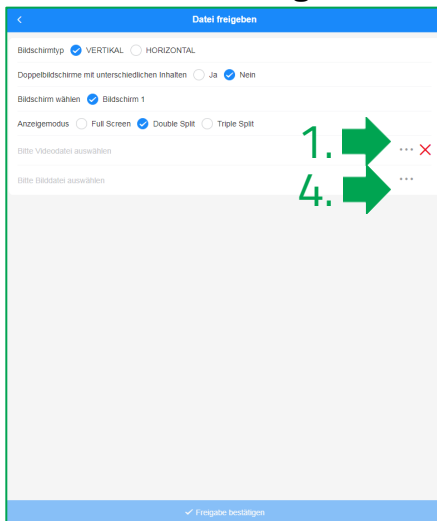 Datei freigeben
Bildschirmtyp VERTIKAL HORIZONTAL
Doppelbildschirme mit unterschiedlichen Inhalten Ja Nein
Bildschirm wählen Bildschirm 1
Anzeigemodus Full Screen Double Split Triple Split
1.
Bitte Videodatei auswählen
4.
Bitte Bilddatei auswählen
Freigabe bestätigen